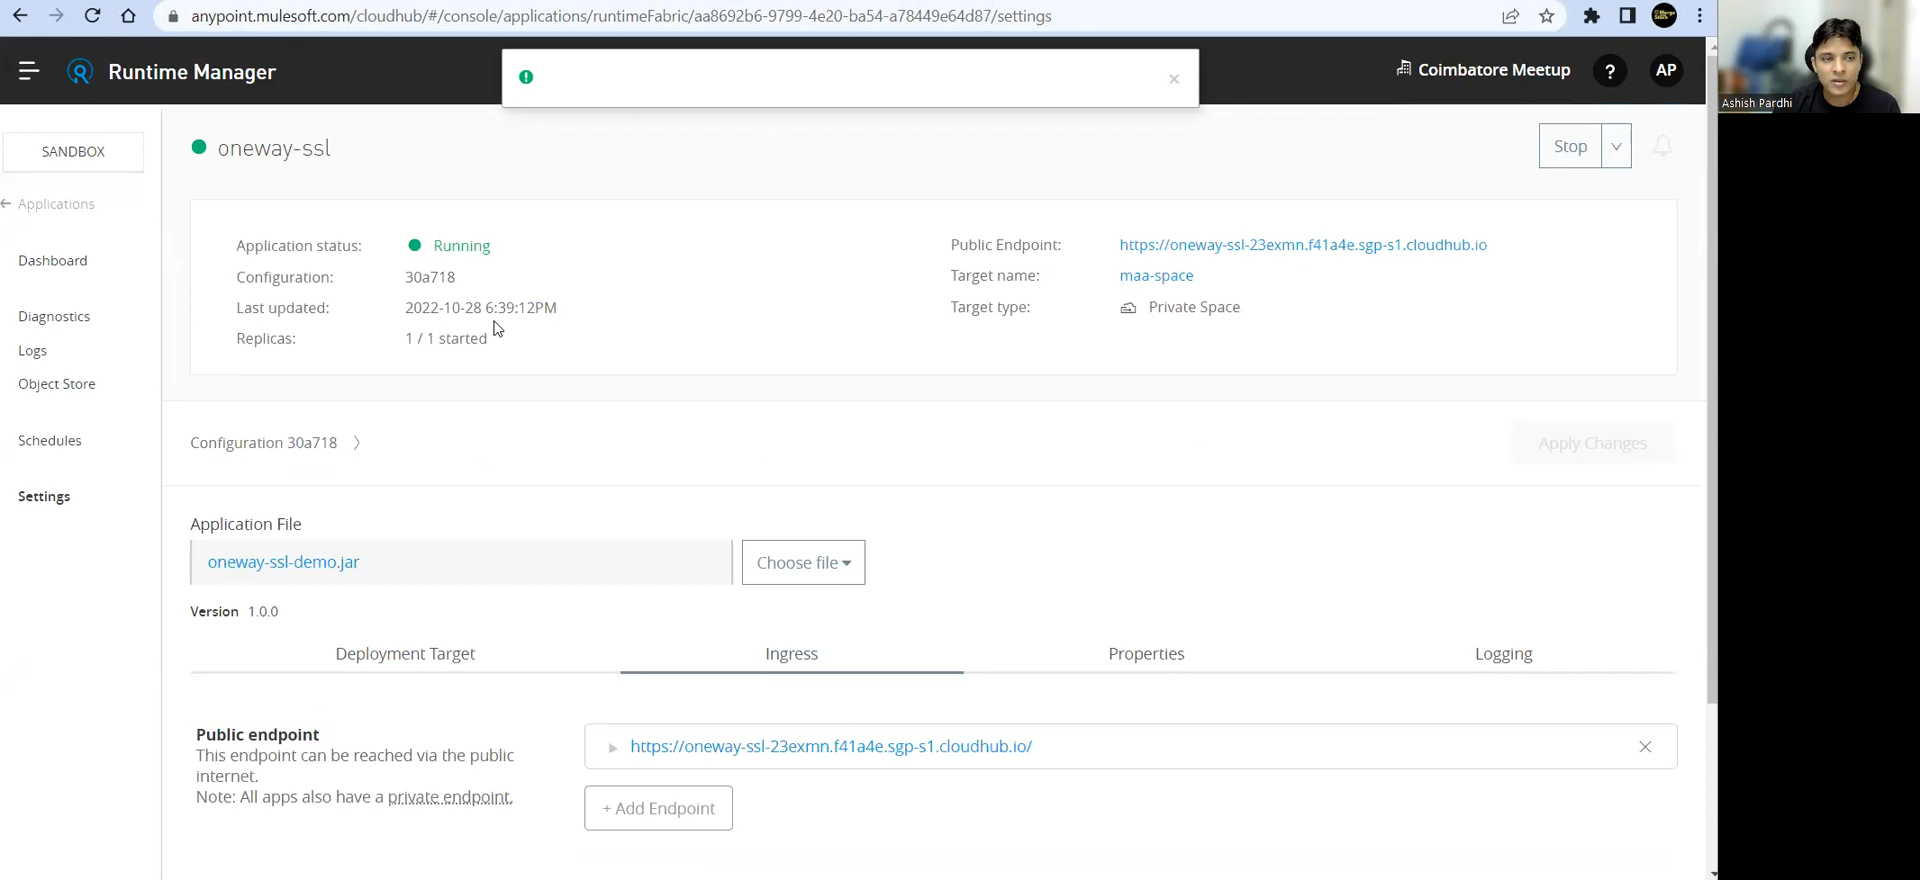 anypoint.mulesoft.com/cloudhub/#/console/applications/runtimeFabric/aa8692b6-9799-4e20-ba54-a78449e64d87/settings
Runtime Manager
Coimbatore Meetup
?
AP
Ashish Pardhi
SANDBOX
oneway-ssl
Stop
Applications
Application status:
Running
Public Endpoint:
https://oneway-ssl-23exmn.f41a4e.sgp-s1.cloudhub.io
Dashboard
Configuration:
30a718
Target name:
maa-space
Last updated:
2022-10-28 6:39:12PM
Target type:
Private Space
Diagnostics
Replicas:
1 / 1 started
Logs
Object Store
Schedules
Configuration 30a718
Apply Changes
Settings
Application File
oneway-ssl-demo.jar
Choose file
Version 1.0.0
Deployment Target
Ingress
Properties
Logging
Public endpoint
This endpoint can be reached via the public
internet.
Note: All apps also have a private endpoint.
https://oneway-ssl-23exmn.f41a4e.sgp-s1.cloudhub.io/
+ Add Endpoint